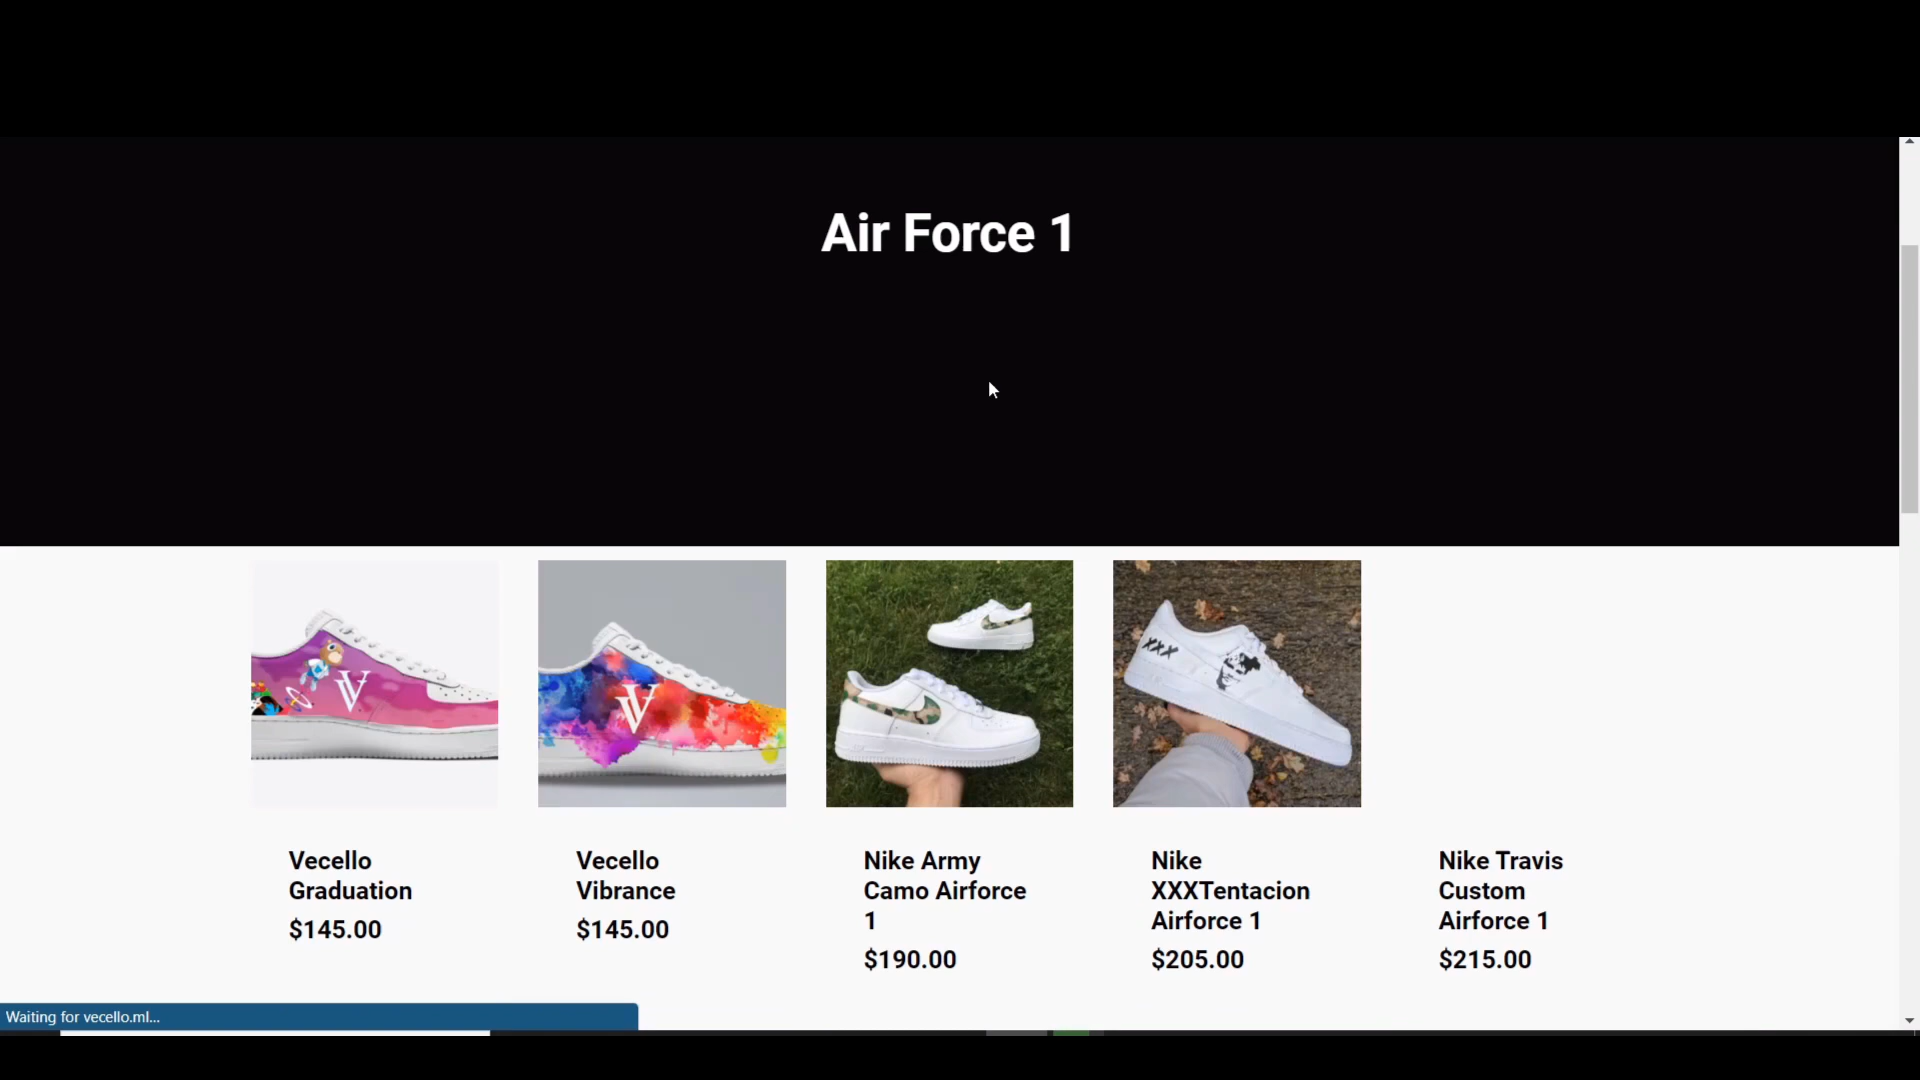 Air Force 1
XXX
V
V
Vecello
Graduation
$145.00
Vecello
Vibrance
$145.00
Nike Army
Camo Airforce
1
$190.00
Nike
XXXTentacion
Airforce 1
$205.00
Nike Travis
Custom
Airforce 1
$215.00
Waiting for vecello.ml...